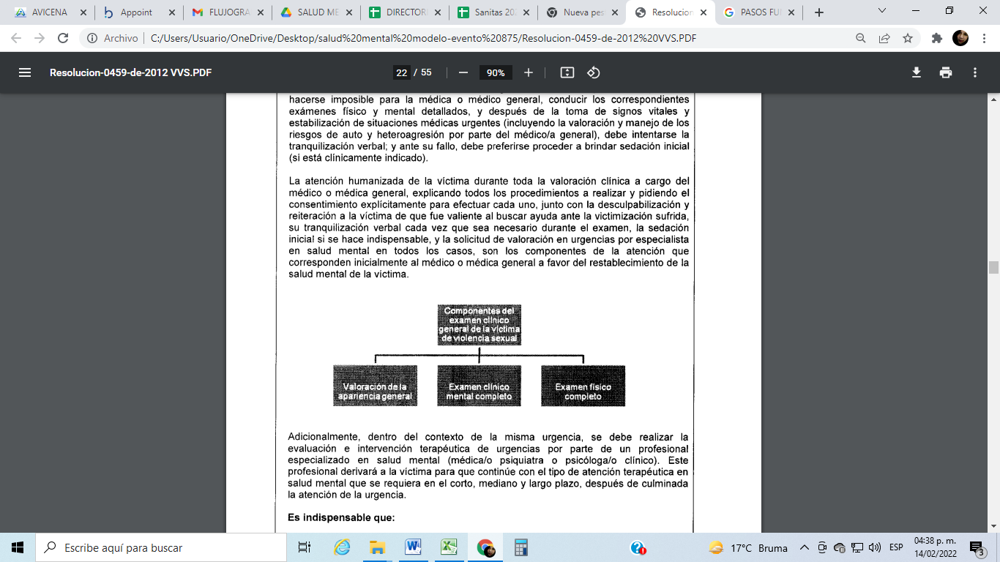 AVICENA
Appoint
FLUJOGRA
SALUD ME
DIRECTORI
Sanitas 202
Nueva pes
Resolucion
PASOS FUI
Archivo
C:/Users/Usuario/OneDrive/Desktop/salud%20mental%20modelo-evento%20875/Resolucion-0459-de-2012%20VVS.PDF
Resolucion-0459-de-2012 VVS.PDF
22 / 55
90%
hacerse imposible para la médica o médico general, conducir los correspondientes
exámenes físico y mental detallados, y después de la toma de signos vitales y
estabilización de situaciones médicas urgentes (incluyendo la valoración y manejo de los
riesgos de auto y heteroagresión por parte del médico/a general), debe intentarse la
tranquilización verbal; y ante su fallo, debe preferirse proceder a brindar sedación inicial
(si está clínicamente indicado).
La atención humanizada de la víctima durante toda la valoración clínica a cargo del
médico o médica general, explicando todos los procedimientos a realizar y pidiendo el
consentimiento explícitamente para efectuar cada uno, junto con la desculpabilización y
reiteración a la víctima de que fue valiente al buscar ayuda ante la victimización sufrida,
su tranquilización verbal cada vez que sea necesario durante el examen, la sedación
inicial si se hace indispensable, y la solicitud de valoración en urgencias por especialista
en salud mental en todos los casos, son los componentes de la atención que
corresponden inicialmente al médico o médica general a favor del restablecimiento de la
salud mental de la víctima.
Componentes del
examen clínico
general de la víctima
de violencia sexual
Valoración de la
apariencia general
Examen clínico
mental completo
Examen físico
completo
Adicionalmente, dentro del contexto de la misma urgencia, se debe realizar la
evaluación e intervención terapéutica de urgencias por parte de un profesional
especializado en salud mental (médica/o psiquiatra o psicóloga/o clínico). Este
profesional derivará a la víctima para que continúe con el tipo de atención terapéutica en
salud mental que se requiera en el corto, mediano y largo plazo, después de culminada
la atención de la urgencia.
Es indispensable que:
Escribe aquí para buscar
17°C Bruma
ESP
04:38 p. m.
14/02/2022
3